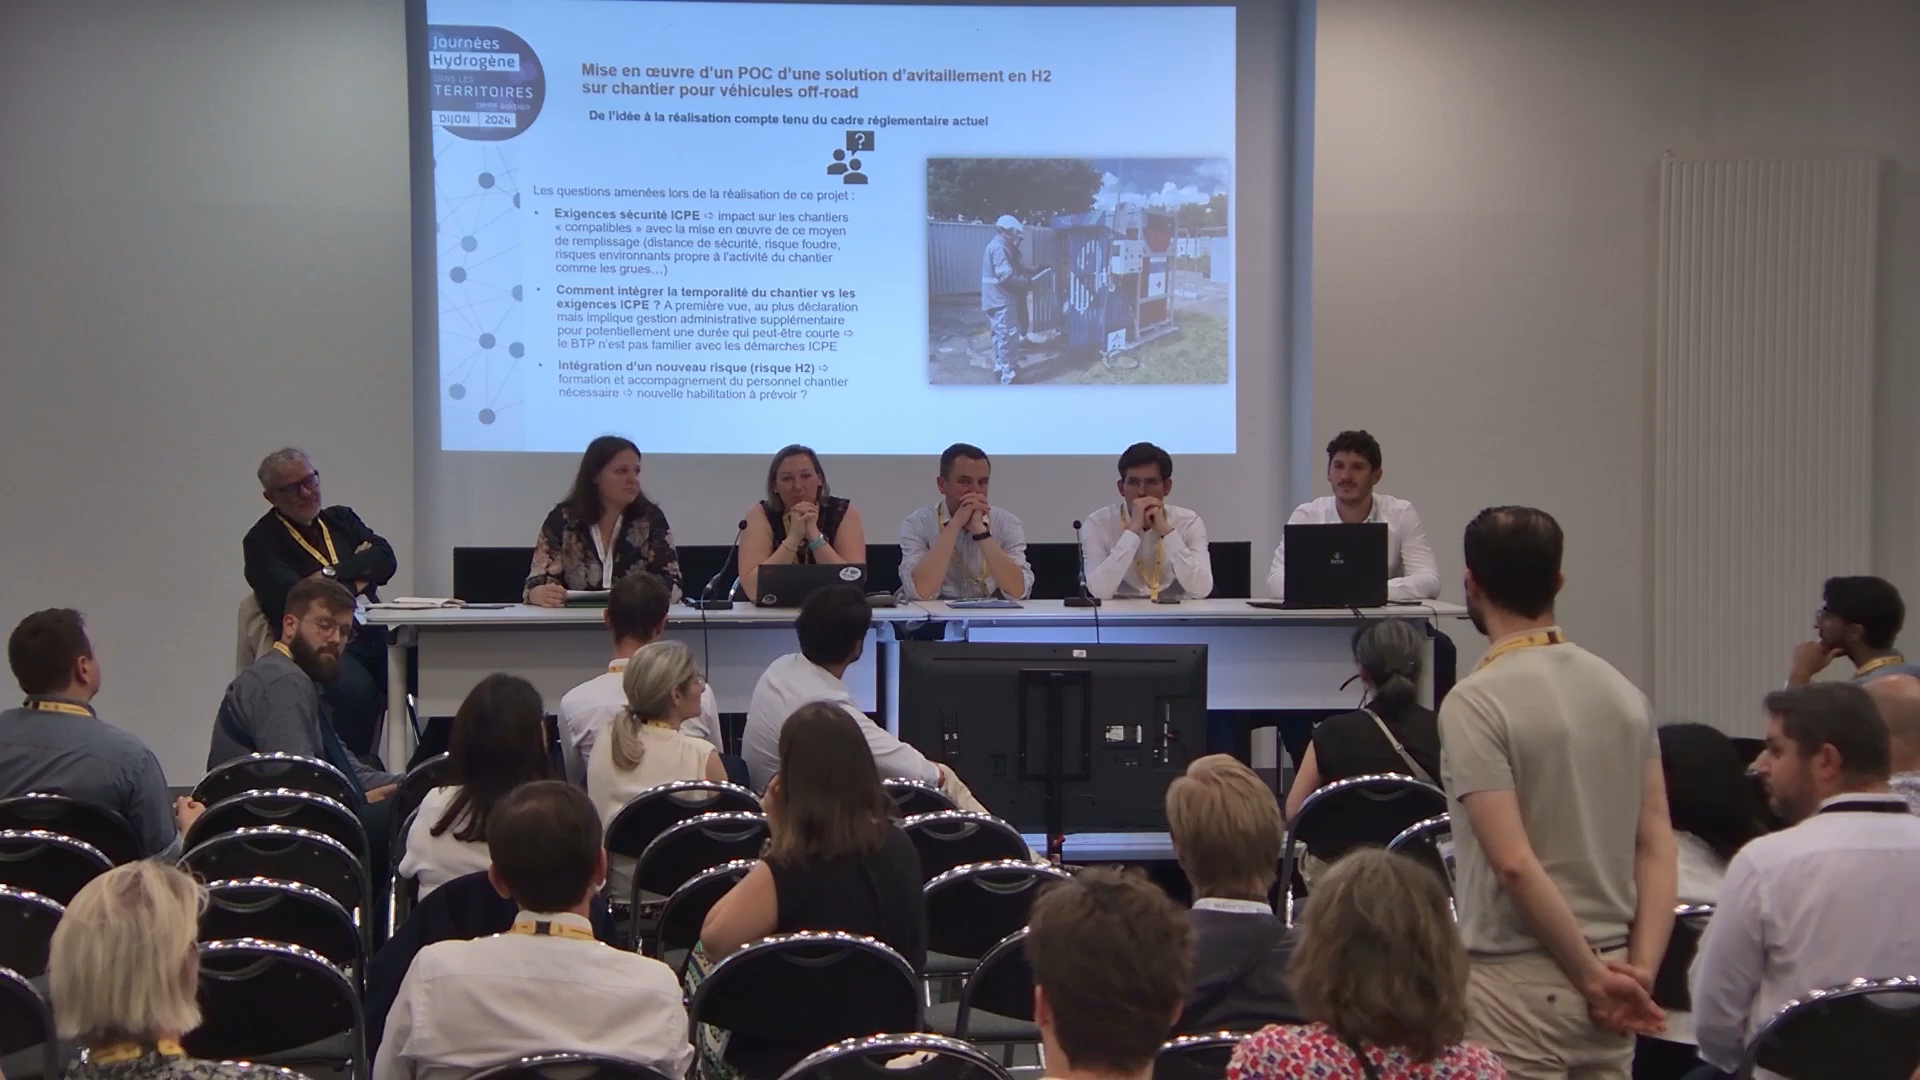 Journées
Hydrogène
DANS LES
TERRITOIRES
11ème édition
DIJON 2024
Mise en œuvre d'un POC d'une solution d'avitaillement en H2
sur chantier pour véhicules off-road
De l'idée à la réalisation compte tenu du cadre réglementaire actuel
?
Les questions amenées lors de la réalisation de ce projet :
• Exigences sécurité ICPE ⇨ impact sur les chantiers
« compatibles » avec la mise en œuvre de ce moyen
de remplissage (distance de sécurité, risque foudre,
risques environnants propre à l'activité du chantier
comme les grues…)
• Comment intégrer la temporalité du chantier vs les
exigences ICPE ? A première vue, au plus déclaration
mais implique gestion administrative supplémentaire
pour potentiellement une durée qui peut-être courte ⇨
le BTP n'est pas familier avec les démarches ICPE
• Intégration d'un nouveau risque (risque H2) ⇨
formation et accompagnement du personnel chantier
nécessaire ⇨ nouvelle habilitation à prévoir ?